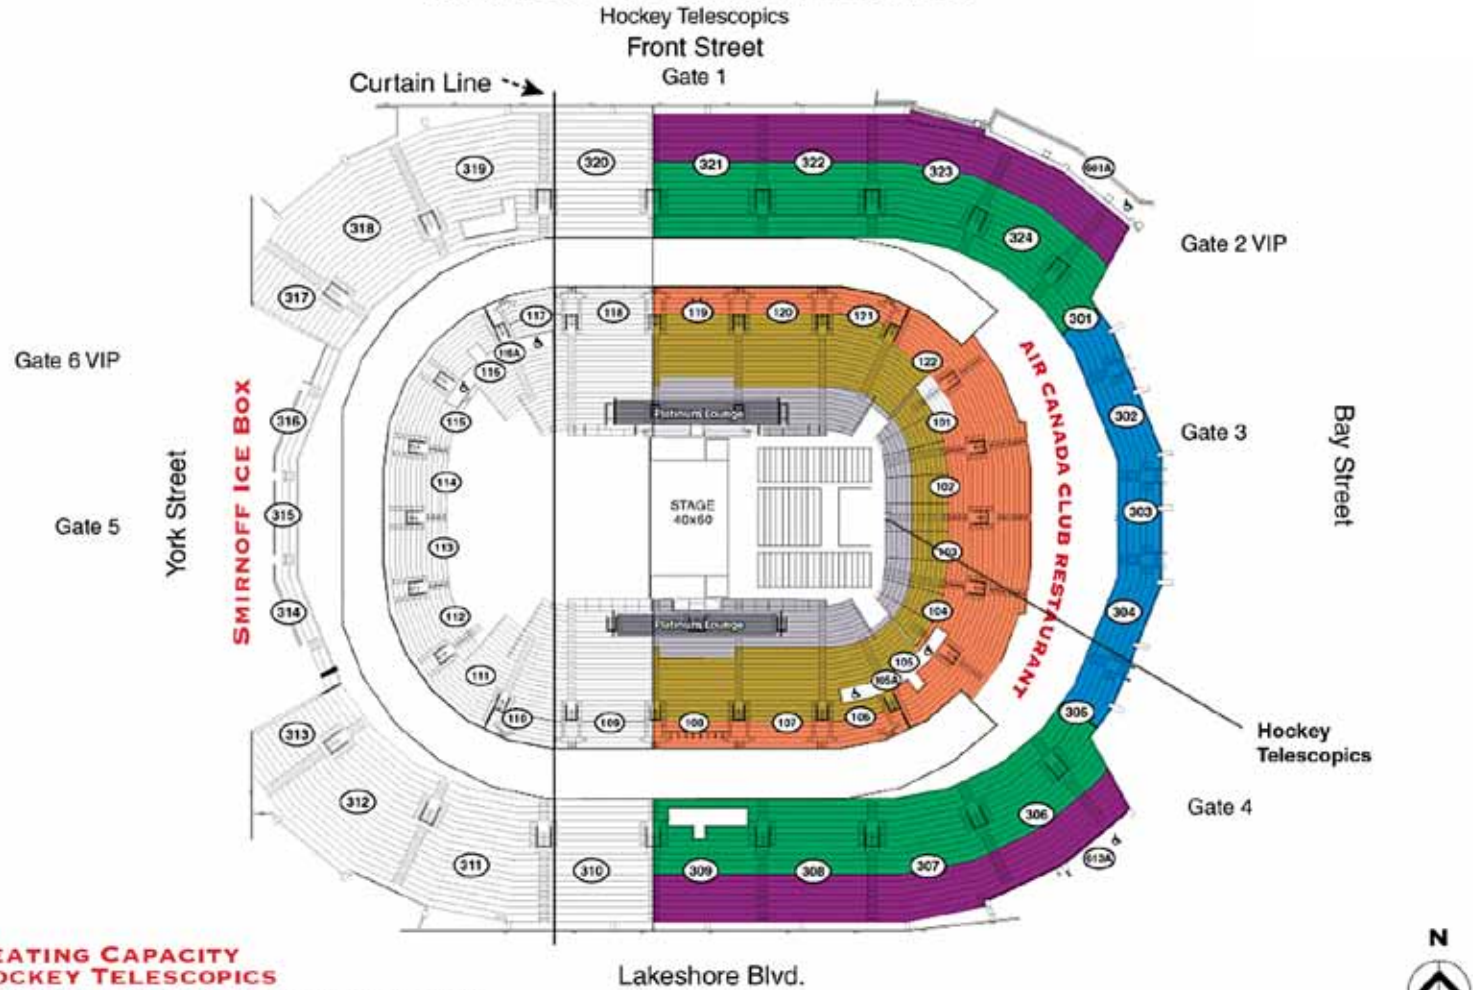 Hockey Telescopics
Front Street
Gate 1
Curtain Line
319
320
321
322
323
601A
318
324
Gate 2 VIP
317
301
117
118
119
120
121
Gate 6 VIP
116A
116
122
AIR CANADA CLUB RESTAURANT
SMIRNOFF ICE BOX
316
115
Platinum Lounge
101
302
Gate 3
Bay Street
York Street
114
102
Gate 5
315
STAGE
40x60
303
113
103
314
112
Platinum Lounge
104
304
111
105
105A
110
109
108
107
106
305
313
Hockey
Telescopics
312
306
Gate 4
311
310
309
308
307
613A
EATING CAPACITY
OCKEY TELESCOPICS
Lakeshore Blvd.
N